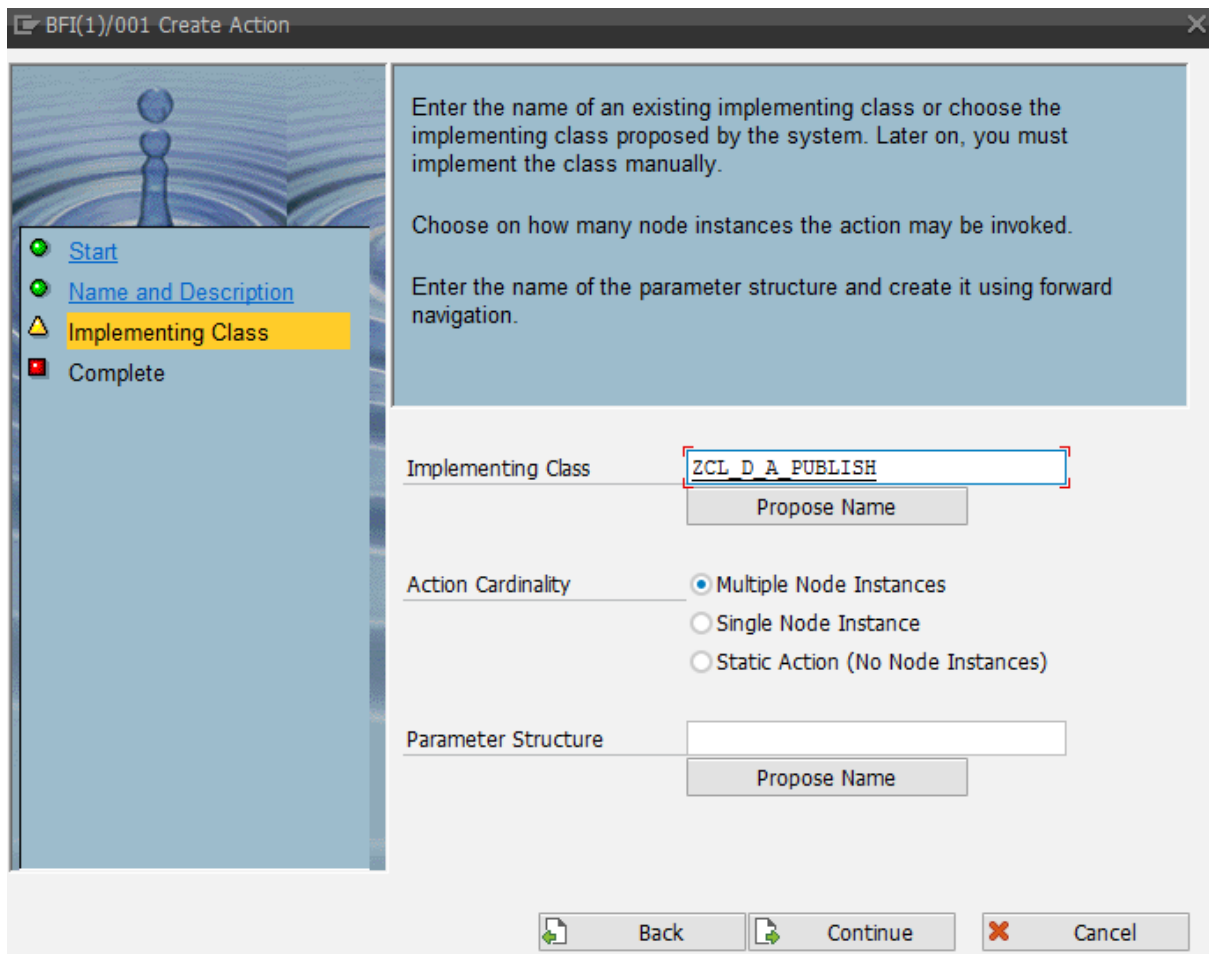 BFI(1)/001 Create Action
Start
Name and Description
Implementing Class
Complete
Enter the name of an existing implementing class or choose the
implementing class proposed by the system. Later on, you must
implement the class manually.
Choose on how many node instances the action may be invoked.
Enter the name of the parameter structure and create it using forward
navigation.
Implementing Class ZCL_D_A_PUBLISH
Propose Name
Action Cardinality Multiple Node Instances
Single Node Instance
Static Action (No Node Instances)
Parameter Structure
Propose Name
Back Continue Cancel